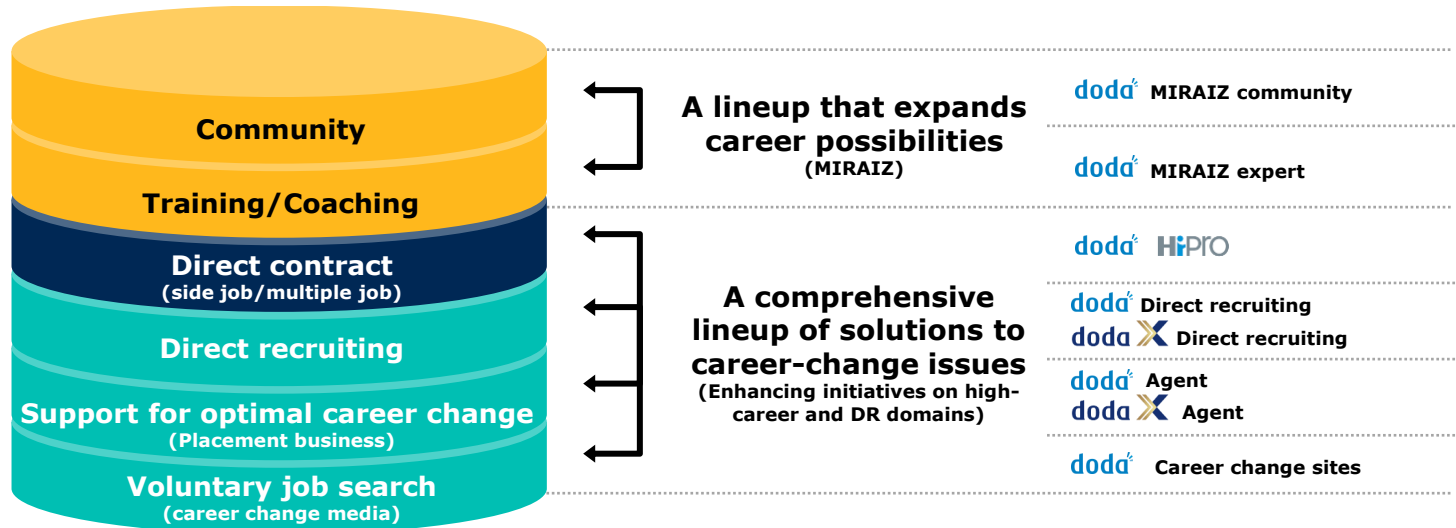 Community
Training/Coaching
Direct contract
(side job/multiple job)
Direct recruiting
Support for optimal career change
(Placement business)
Voluntary job search
(career change media)
A lineup that expands
career possibilities
(MIRAIZ)
A comprehensive
lineup of solutions to
career-change issues
(Enhancing initiatives on high-
career and DR domains)
doda MIRAIZ community
doda MIRAIZ expert
doda HiPRO
doda Direct recruiting
doda X Direct recruiting
doda Agent
doda X Agent
doda Career change sites